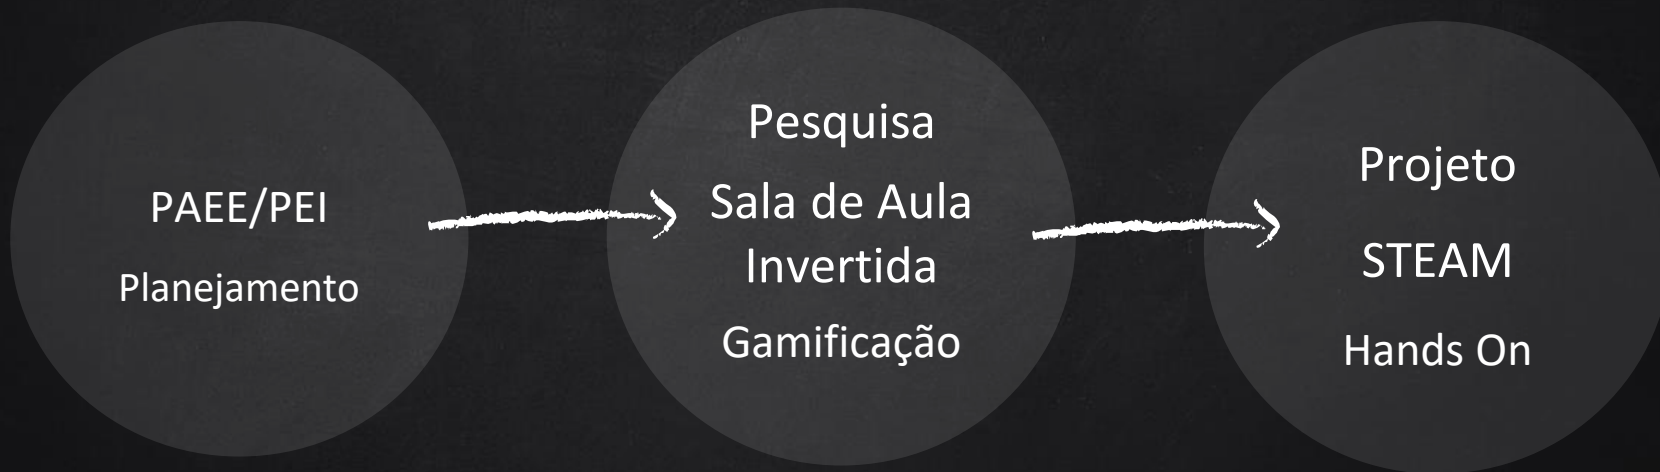 PAEE/PEI
Planejamento
Pesquisa
Sala de Aula
Invertida
Gamificação
Projeto
STEAM
Hands On